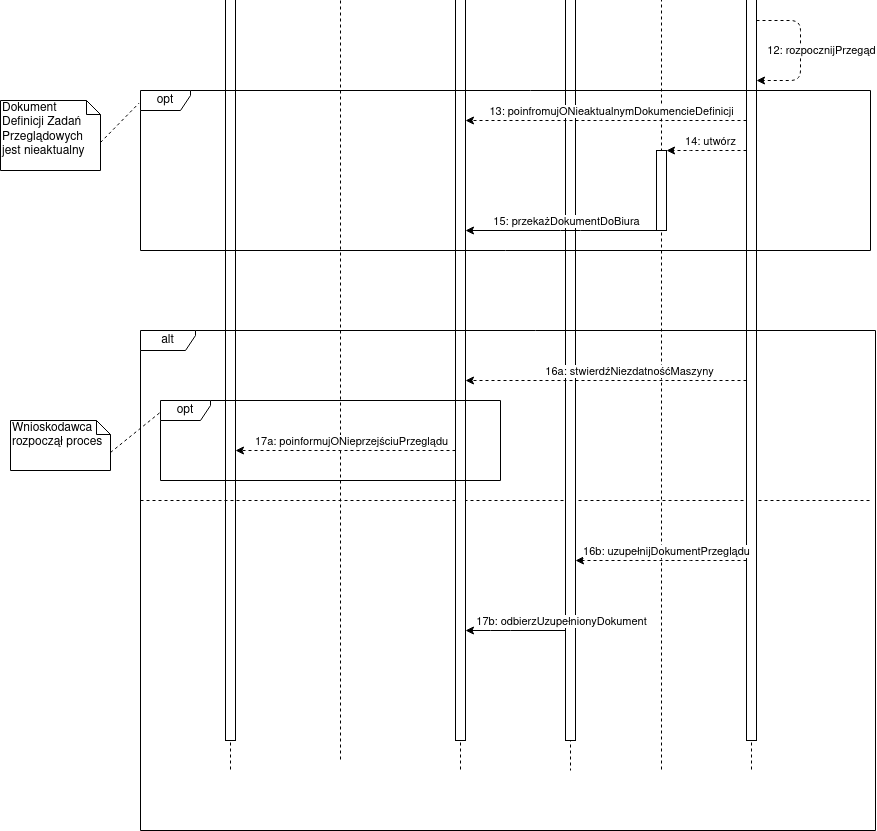 12: rozpocznijPrzegąd
opt
Dokument
Definicji Zadań
Przeglądowych
jest nieaktualny
13: poinfromujONieaktualnymDokumencieDefinicji
14: utwórz
15: przekażDokumentDoBiura
alt
16a: stwierdźNiezdatnośćMaszyny
opt
Wnioskodawca
rozpoczął proces
17a: poinformujONieprzejściuPrzeglądu
16b: uzupełnijDokumentPrzeglądu
17b: odbierzUzupełnionyDokument